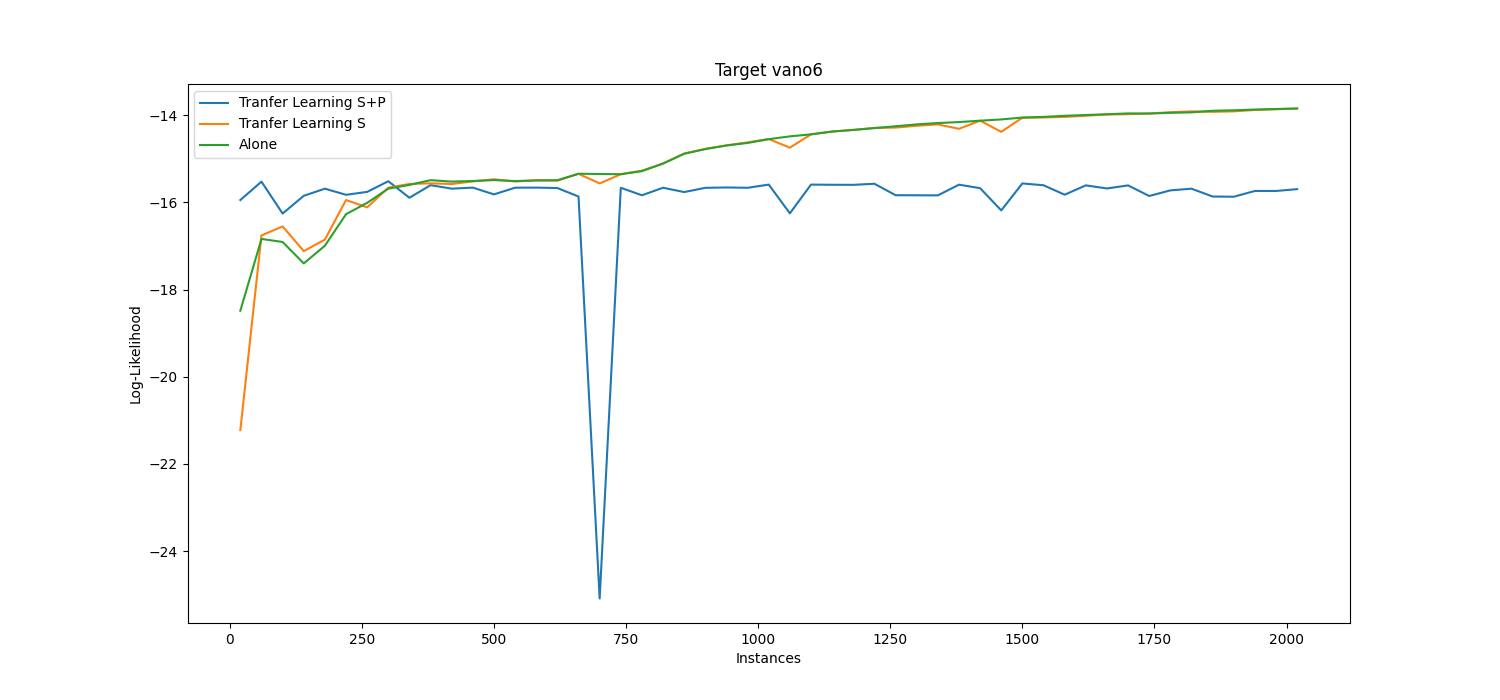 Target vano6
Tranfer Learning S+P
Tranfer Learning S
Alone
Log-Likelihood
−14
−16
−18
−20
−22
−24
0
250
500
750
1000
1250
1500
1750
2000
Instances